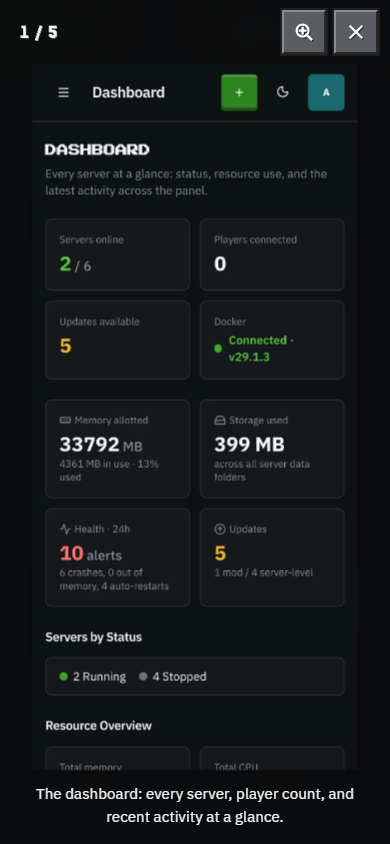 1 / 5
Dashboard
+
A
DASHBOARD
Every server at a glance: status, resource use, and the
latest activity across the panel.
Servers online
2 / 6
Players connected
0
Updates available
5
Docker
Connected ·
v29.1.3
Memory allotted
33792 MB
4361 MB in use · 13%
used
Storage used
399 MB
across all server data
folders
Health · 24h
10 alerts
6 crashes, 0 out of
memory, 4 auto-restarts
Updates
5
1 mod / 4 server-level
Servers by Status
2 Running
4 Stopped
Resource Overview
Total memory
Total CPU
The dashboard: every server, player count, and
recent activity at a glance.